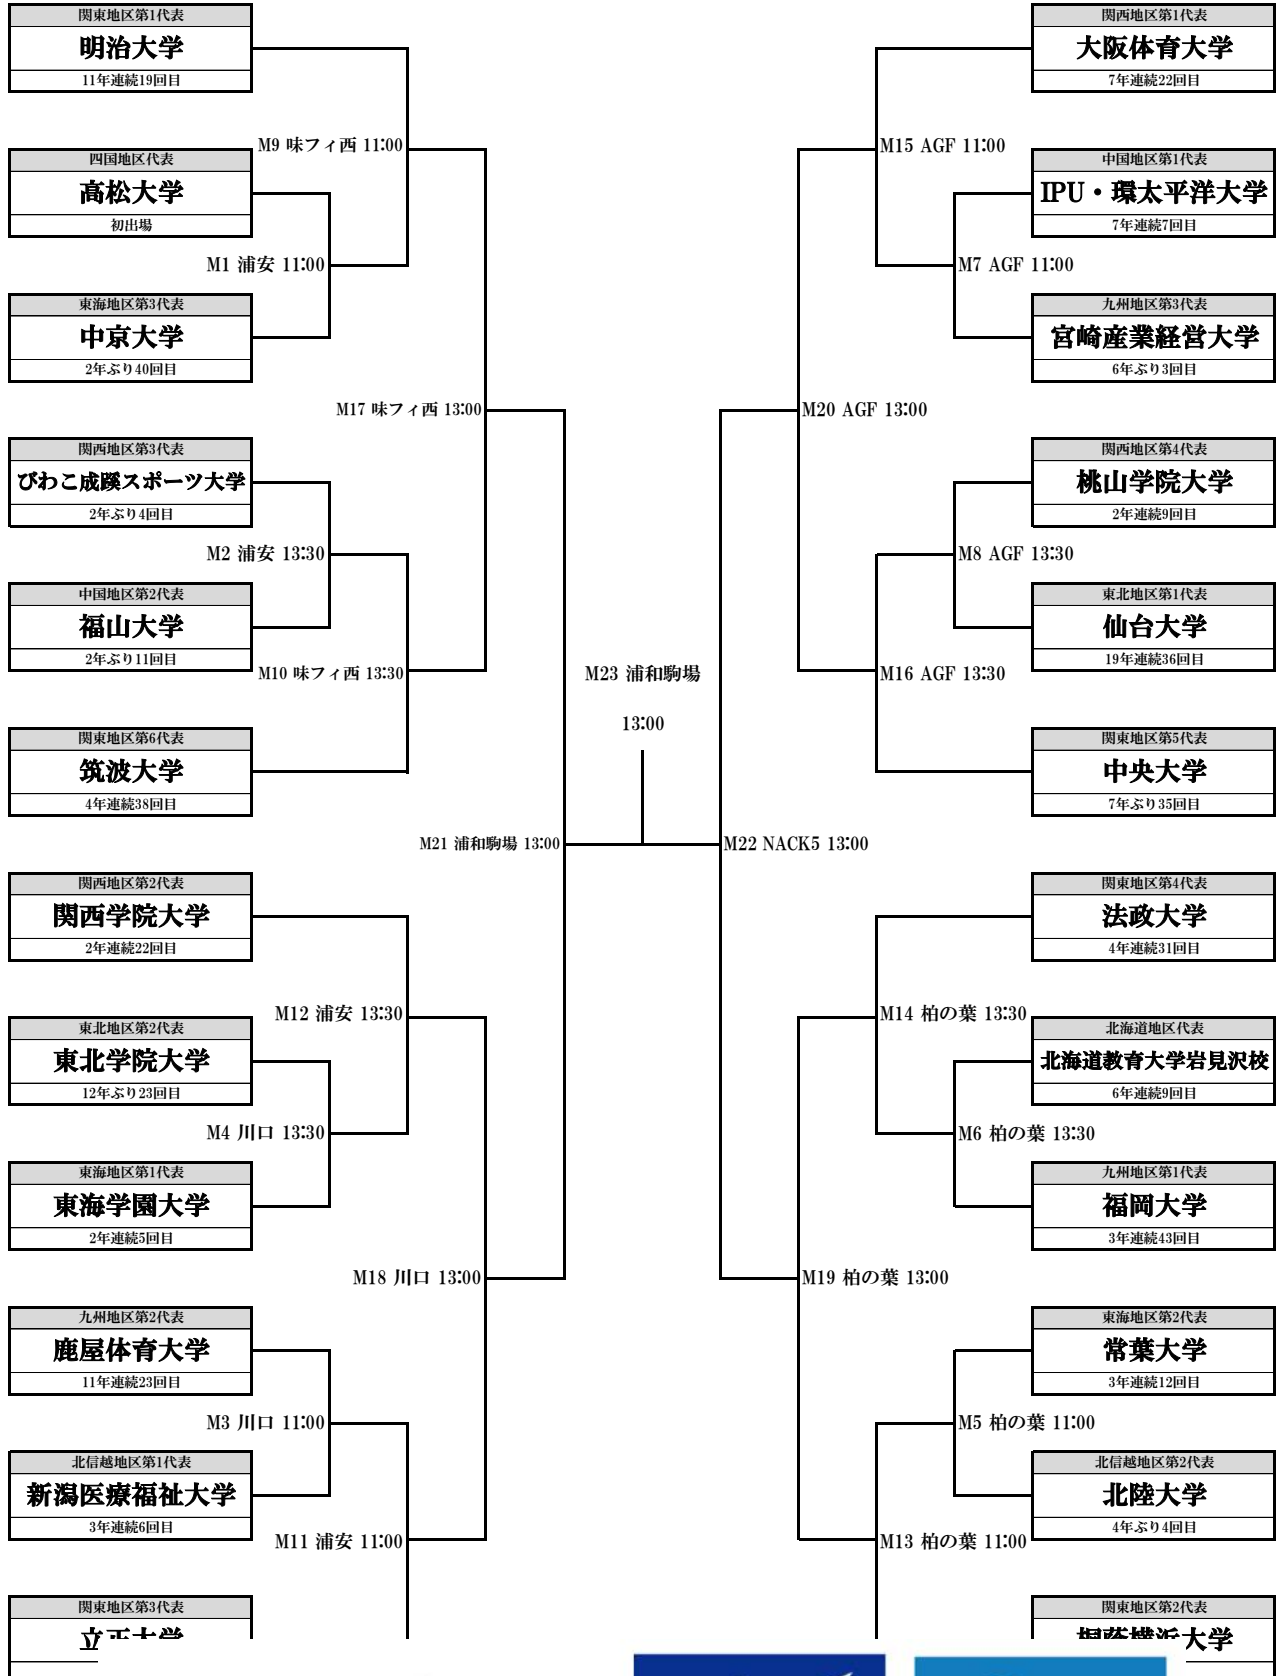 関東地区第1代表
明治大学
11年連続19回目
M9 味フィ西 11:00
四国地区代表
高松大学
初出場
M1 浦安 11:00
東海地区第3代表
中京大学
2年ぶり40回目
M17 味フィ西 13:00
関西地区第3代表
びわこ成蹊スポーツ大学
2年ぶり4回目
M2 浦安 13:30
中国地区第2代表
福山大学
2年ぶり11回目
M10 味フィ西 13:30
関東地区第6代表
筑波大学
4年連続38回目
M21 浦和駒場 13:00
関西地区第2代表
関西学院大学
2年連続22回目
M12 浦安 13:30
東北地区第2代表
東北学院大学
12年ぶり23回目
M4 川口 13:30
東海地区第1代表
東海学園大学
2年連続5回目
M18 川口 13:00
九州地区第2代表
鹿屋体育大学
11年連続23回目
M3 川口 11:00
北信越地区第1代表
新潟医療福祉大学
3年連続6回目
M11 浦安 11:00
関東地区第3代表
立正大学
M23 浦和駒場
13:00
関西地区第1代表
大阪体育大学
7年連続22回目
M15 AGF 11:00
中国地区第1代表
IPU・環太平洋大学
7年連続7回目
M7 AGF 11:00
九州地区第3代表
宮崎産業経営大学
6年ぶり3回目
M20 AGF 13:00
関西地区第4代表
桃山学院大学
2年連続9回目
M8 AGF 13:30
東北地区第1代表
仙台大学
19年連続36回目
M16 AGF 13:30
関東地区第5代表
中央大学
7年ぶり35回目
M22 NACK5 13:00
関東地区第4代表
法政大学
4年連続31回目
M14 柏の葉 13:30
北海道地区代表
北海道教育大学岩見沢校
6年連続9回目
M6 柏の葉 13:30
九州地区第1代表
福岡大学
3年連続43回目
M19 柏の葉 13:00
東海地区第2代表
常葉大学
3年連続12回目
M5 柏の葉 11:00
北信越地区第2代表
北陸大学
4年ぶり4回目
M13 柏の葉 11:00
関東地区第2代表
桐蔭横浜大学